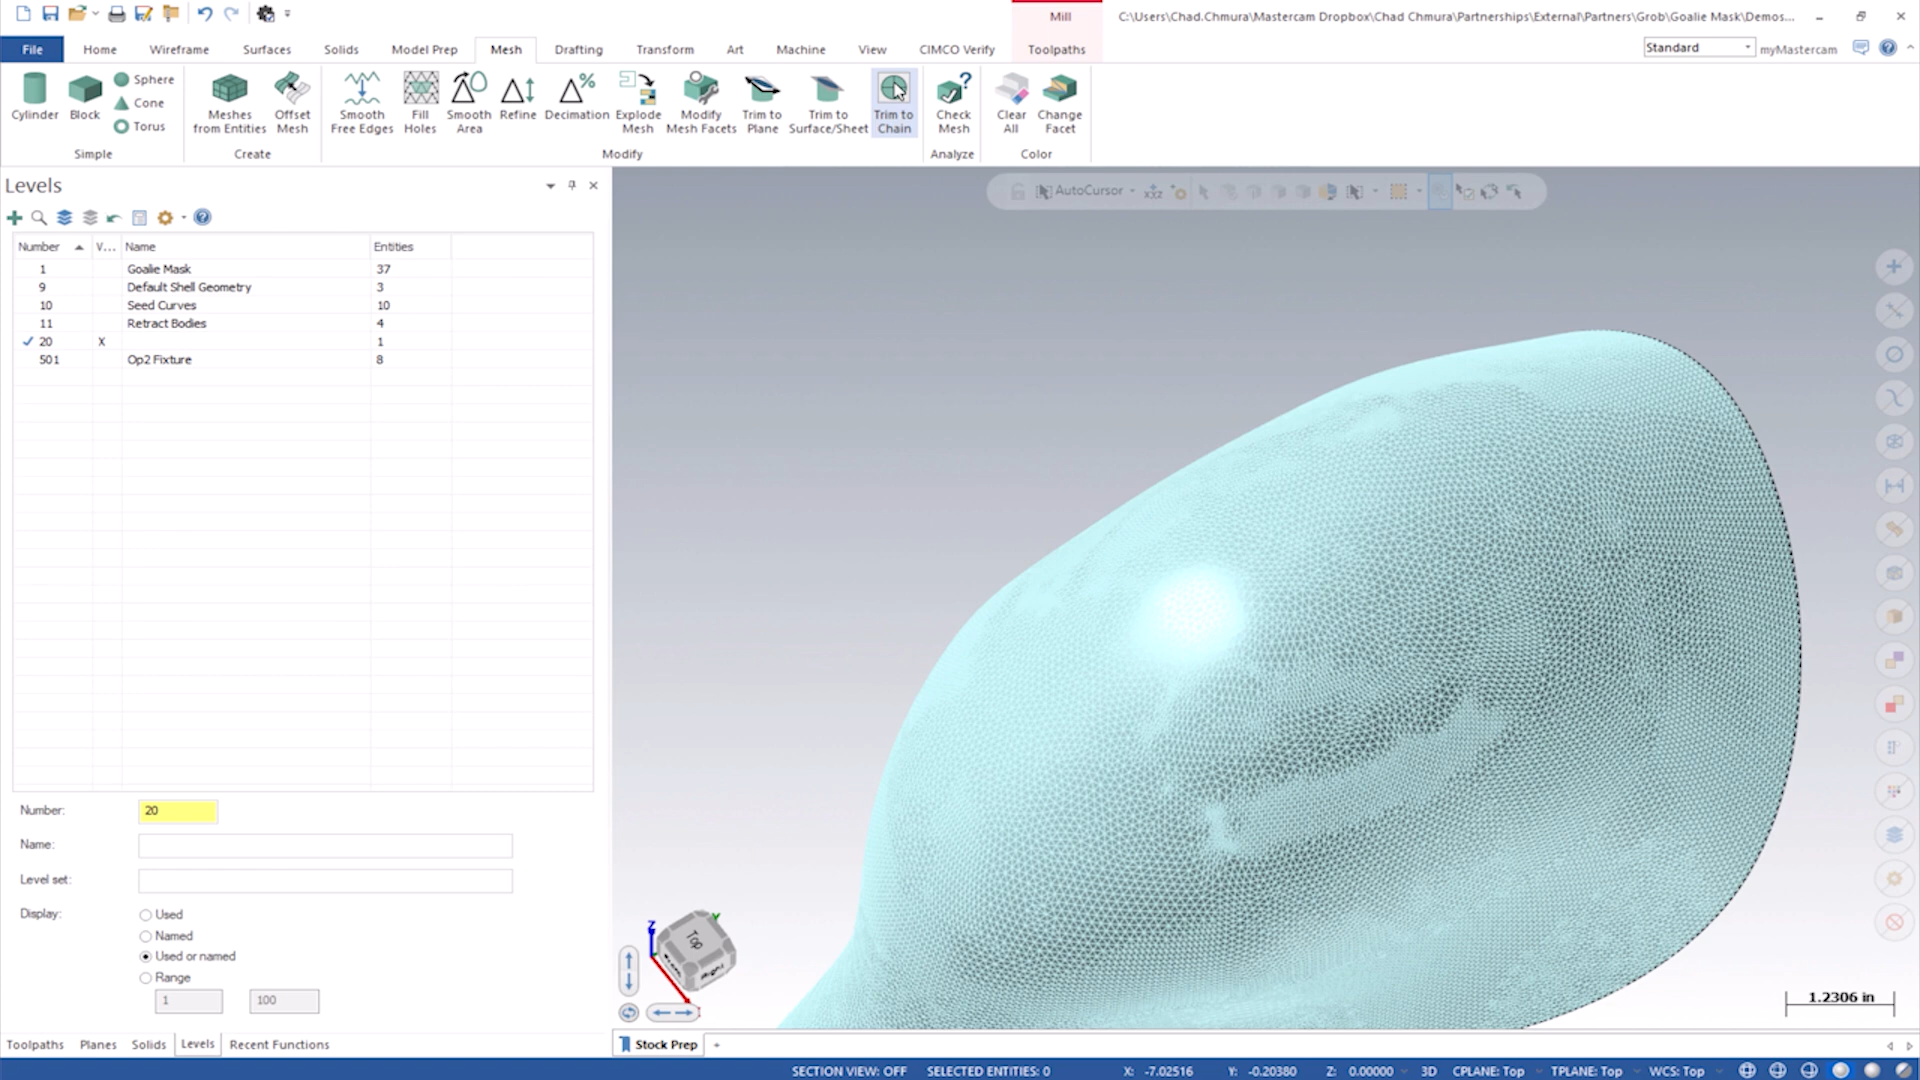 Mill
C:\Users\Chad.Chmura\Mastercam Dropbox\Chad Chmura\Partnerships\External\Partners\Grob\Goalie Mask\Demos...
File
Home
Wireframe
Surfaces
Solids
Model Prep
Mesh
Drafting
Transform
Art
Machine
View
CIMCO Verify
Toolpaths
Standard
myMastercam
Cylinder
Block
Sphere
Cone
Torus
Simple
Meshes
from Entities
Offset
Mesh
Create
Smooth
Free Edges
Fill
Holes
Smooth
Area
Refine
Decimation
Explode
Mesh
Modify
Mesh Facets
Trim to
Plane
Trim to
Surface/Sheet
Trim to
Chain
Modify
Check
Mesh
Analyze
Clear
All
Change
Facet
Color
Levels
AutoCursor
Number V... Name Entities
1 Goalie Mask 37
9 Default Shell Geometry 3
10 Seed Curves 10
11 Retract Bodies 4
20 X 1
501 Op2 Fixture 8
Number: 20
Name:
Level set:
Display:
Used
Named
Used or named
Range
1 100
Z
Y
Top
Right
1.2306 in
Toolpaths Planes Solids Levels Recent Functions
Stock Prep +
SECTION VIEW: OFF SELECTED ENTITIES: 0 X: -7.02516 Y: -0.20380 Z: 0.00000 3D CPLANE: Top TPLANE: Top WCS: Top